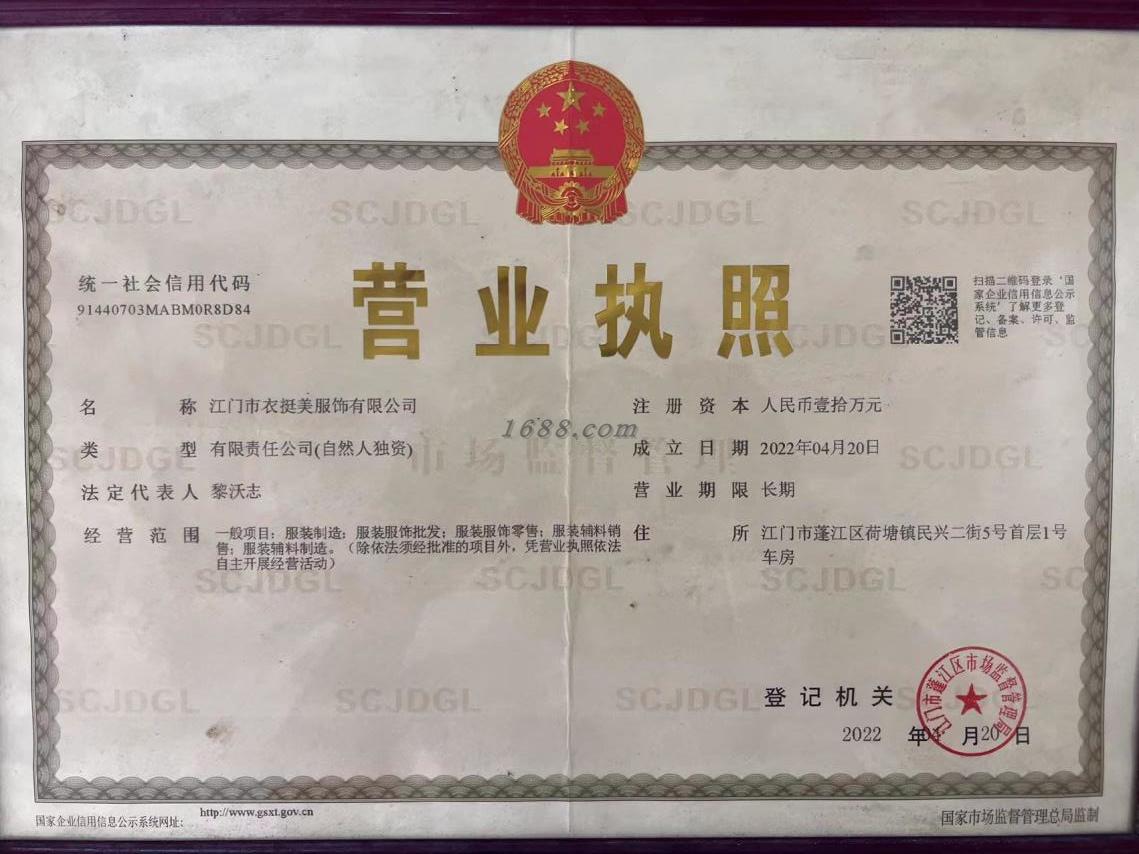 统一社会信用代码
91440703MABM0R8D84
营业执照
扫描二维码登录‘国
家企业信用信息公示
系统’了解更多登
记、备案、许可、监
管信息
名称 江门市衣挺美服饰有限公司
类型 有限责任公司(自然人独资)
法定代表人 黎沃志
经营范围 一般项目：服装制造；服装服饰批发；服装服饰零售；服装辅料销
售；服装辅料制造。（除依法须经批准的项目外，凭营业执照依法
自主开展经营活动）
注册资本 人民币壹拾万元
成立日期 2022年04月20日
营业期限 长期
住所 江门市蓬江区荷塘镇民兴二街5号首层1号
车房
1688.com
市场监督管理
SCJDGL
登记机关
江门市蓬江区市场监督管理局
2022 年4月20日
国家企业信用信息公示系统网址：
http://www.gsxt.gov.cn
国家市场监督管理总局监制